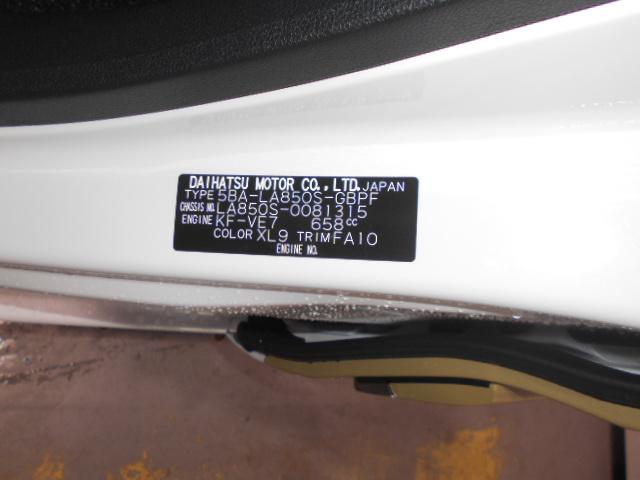 DAIHATSU MOTOR CO.,LTD. JAPAN
TYPE 5BA-LA850S-GBPF
CHASSIS NO. LA850S-0081315
ENGINE KF-VE7 658CC
COLOR XL9 TRIM FA10
ENGINE NO.